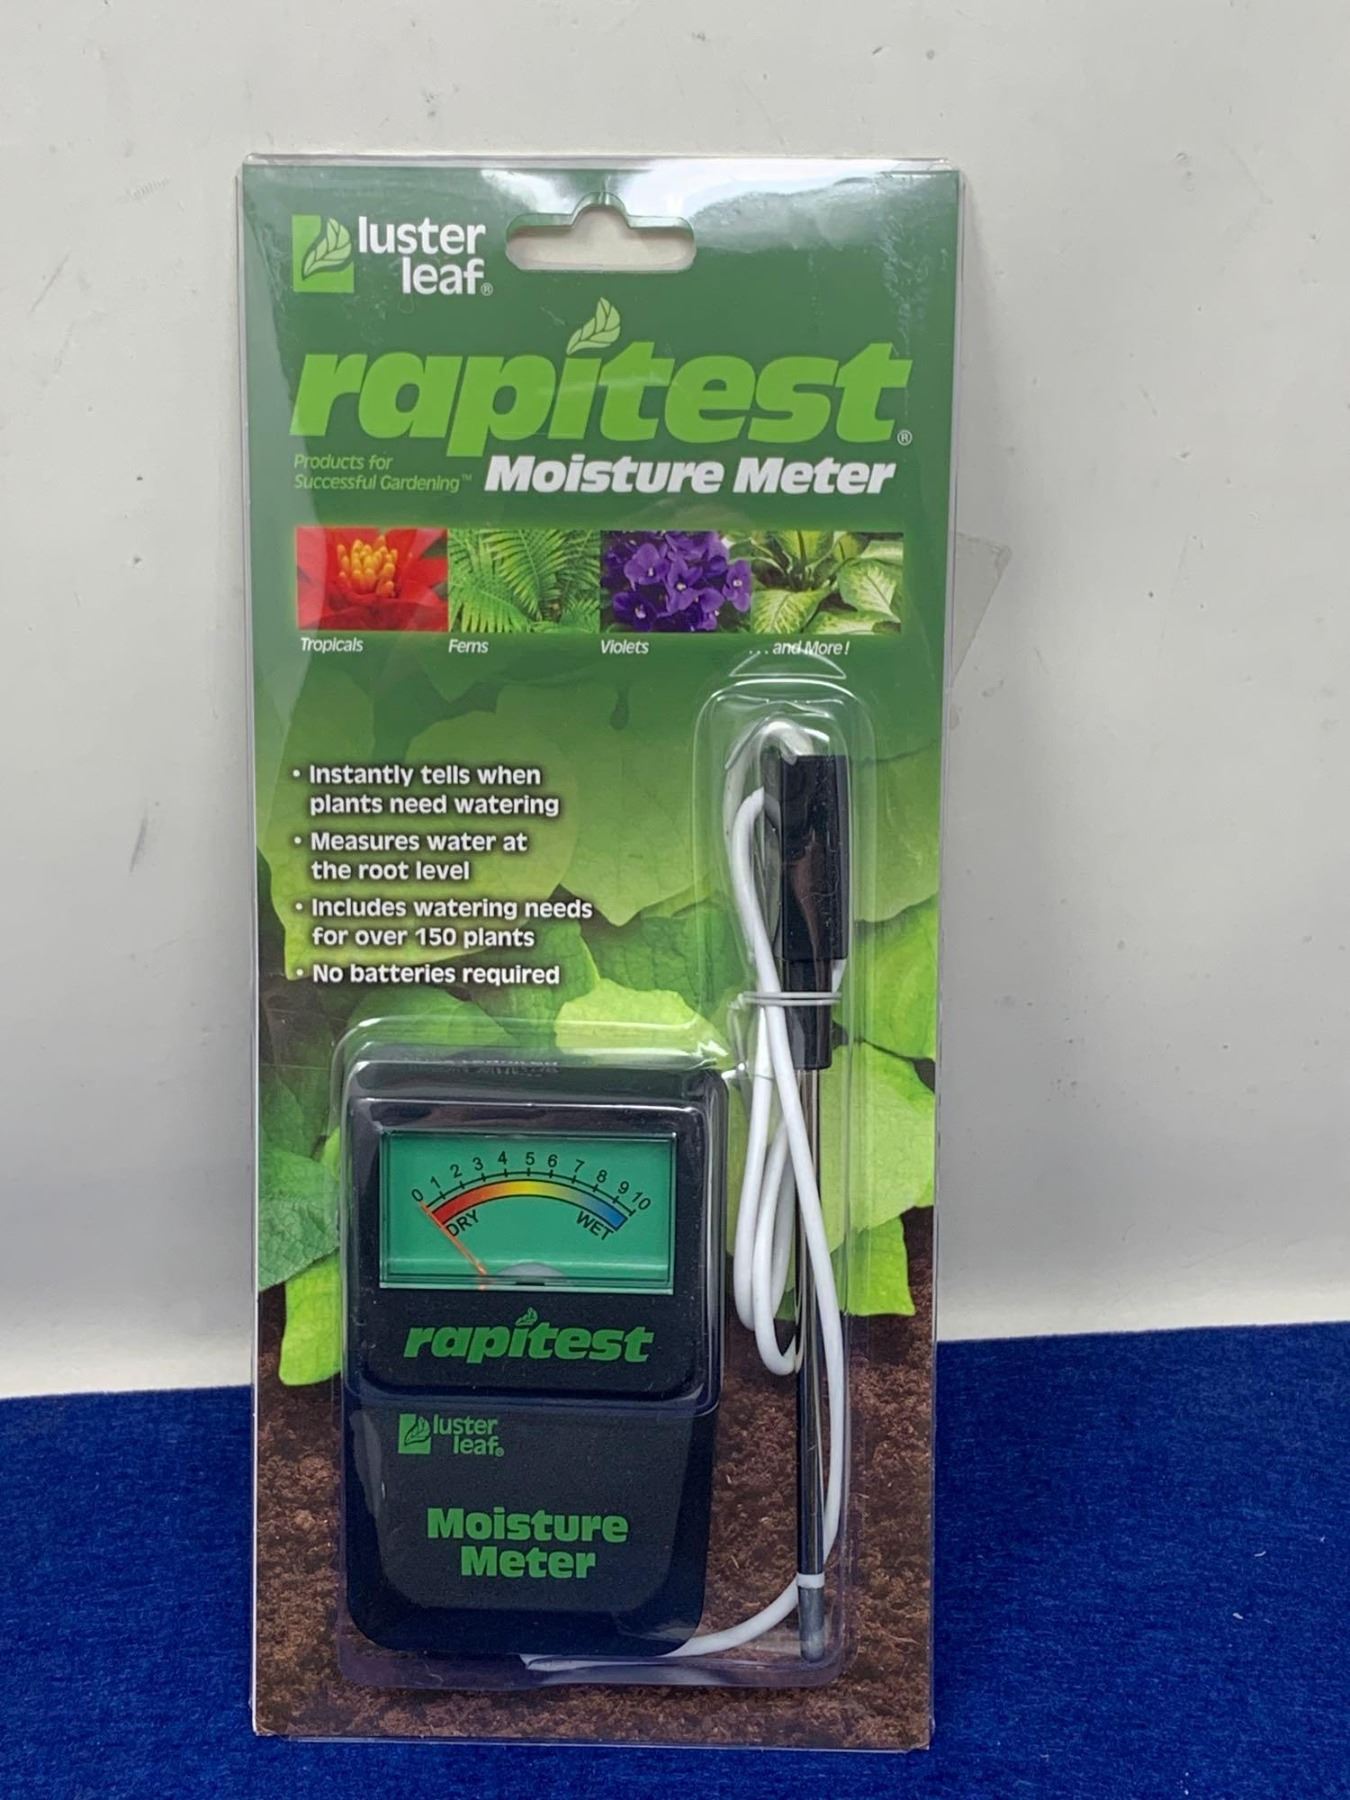 luster
leaf®
rapitest®
Products for
Successful Gardening™
Moisture Meter
Tropicals
Ferns
Violets
... and More!
• Instantly tells when
plants need watering
• Measures water at
the root level
• Includes watering needs
for over 150 plants
• No batteries required
0 1 2 3 4 5 6 7 8 9 10
DRY WET
rapitest
luster
leaf®
Moisture
Meter